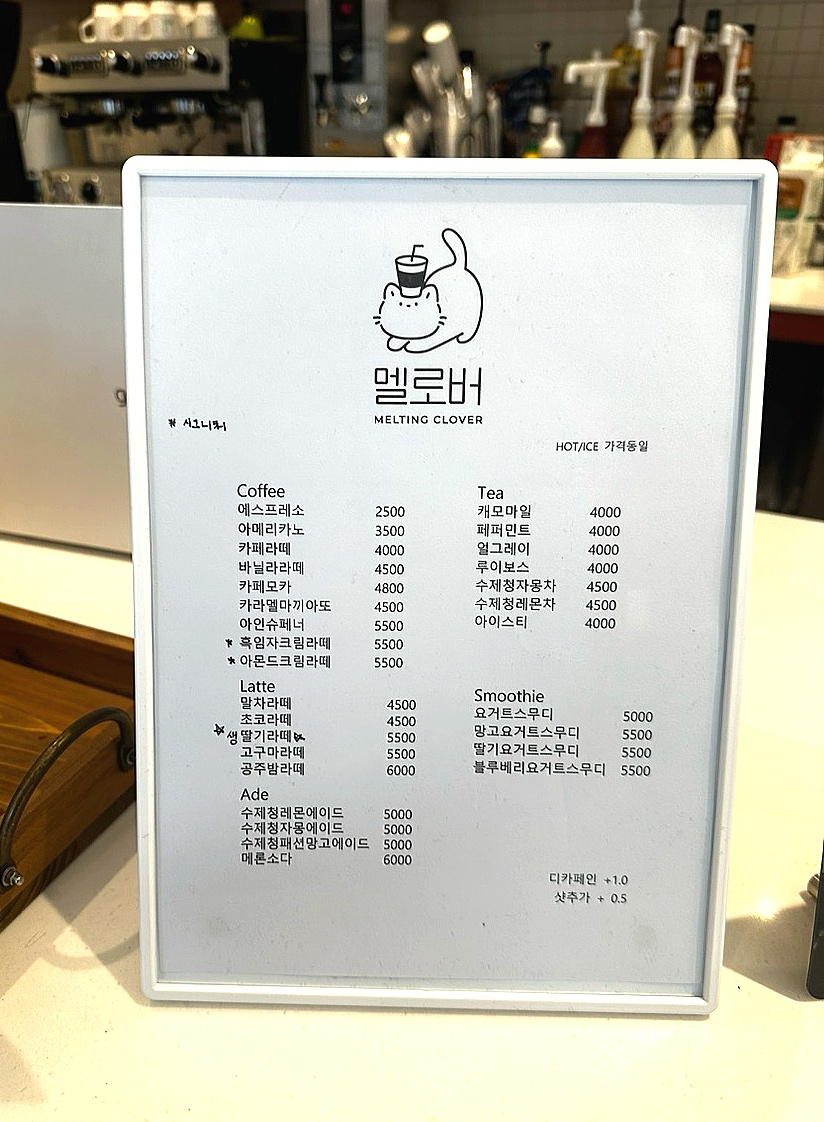 멜로버
MELTING CLOVER
* 시그니쳐
HOT/ICE 가격동일
Coffee
에스프레소 2500
아메리카노 3500
카페라떼 4000
바닐라라떼 4500
카페모카 4800
카라멜마끼아또 4500
아인슈페너 5500
* 흑임자크림라떼 5500
* 아몬드크림라떼 5500
Latte
말차라떼 4500
초코라떼 4500
☆ 생딸기라떼☆ 5500
고구마라떼 5500
공주밤라떼 6000
Ade
수제청레몬에이드 5000
수제청자몽에이드 5000
수제청패션망고에이드 5000
메론소다 6000
Tea
캐모마일 4000
페퍼민트 4000
얼그레이 4000
루이보스 4000
수제청자몽차 4500
수제청레몬차 4500
아이스티 4000
Smoothie
요거트스무디 5000
망고요거트스무디 5500
딸기요거트스무디 5500
블루베리요거트스무디 5500
디카페인 +1.0
샷추가 + 0.5